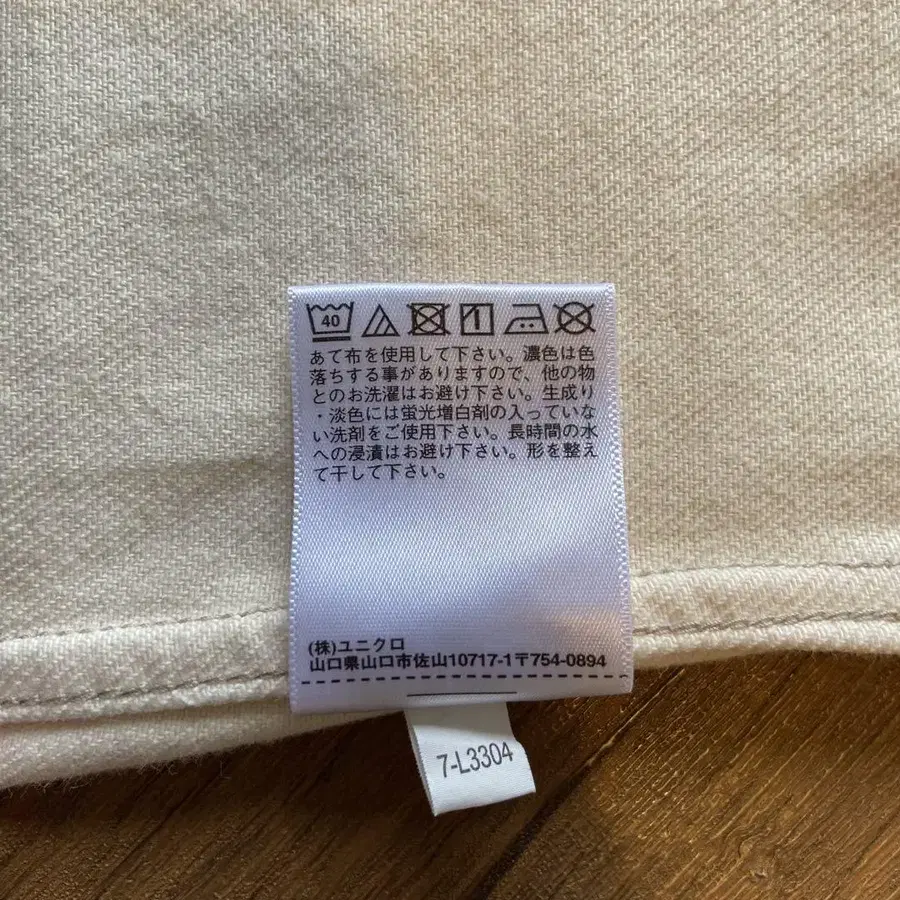 40
あて布を使用して下さい。濃色は色
落ちする事がありますので、他の物
とのお洗濯はお避け下さい。生成り
・淡色には蛍光増白剤の入っていな
い洗剤をご使用下さい。長時間の水
への浸漬はお避け下さい。形を整え
て干して下さい。
(株)ユニクロ
山口県山口市佐山10717-1〒754-0894
7-L3304